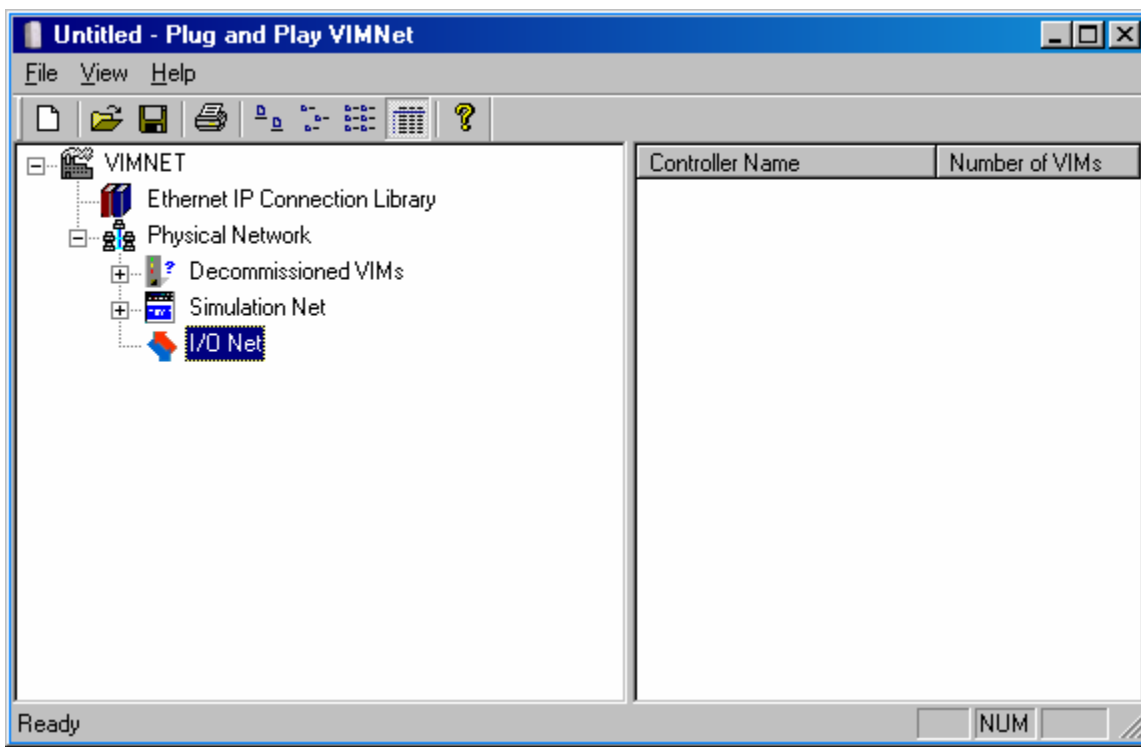 Untitled - Plug and Play VIMNet
File View Help
VIMNET
Ethernet IP Connection Library
Physical Network
Decommissioned VIMs
Simulation Net
I/O Net
Controller Name Number of VIMs
Ready NUM